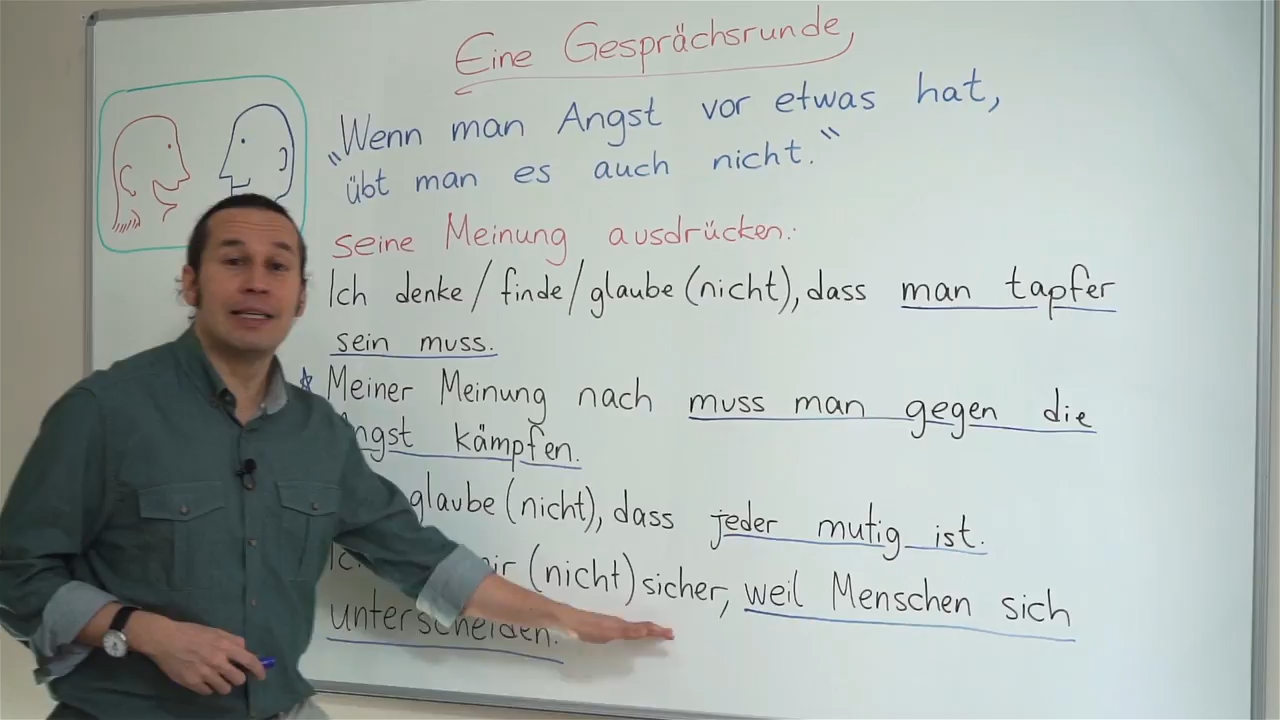 Eine Gesprächsrunde,
„Wenn man Angst vor etwas hat,
übt man es auch nicht.“
seine Meinung ausdrücken:
Ich denke/finde/glaube (nicht), dass man tapfer
sein muss.
* Meiner Meinung nach muss man gegen die
Angst kämpfen.
glaube (nicht), dass jeder mutig ist.
(nicht) sicher, weil Menschen sich
unterscheiden.